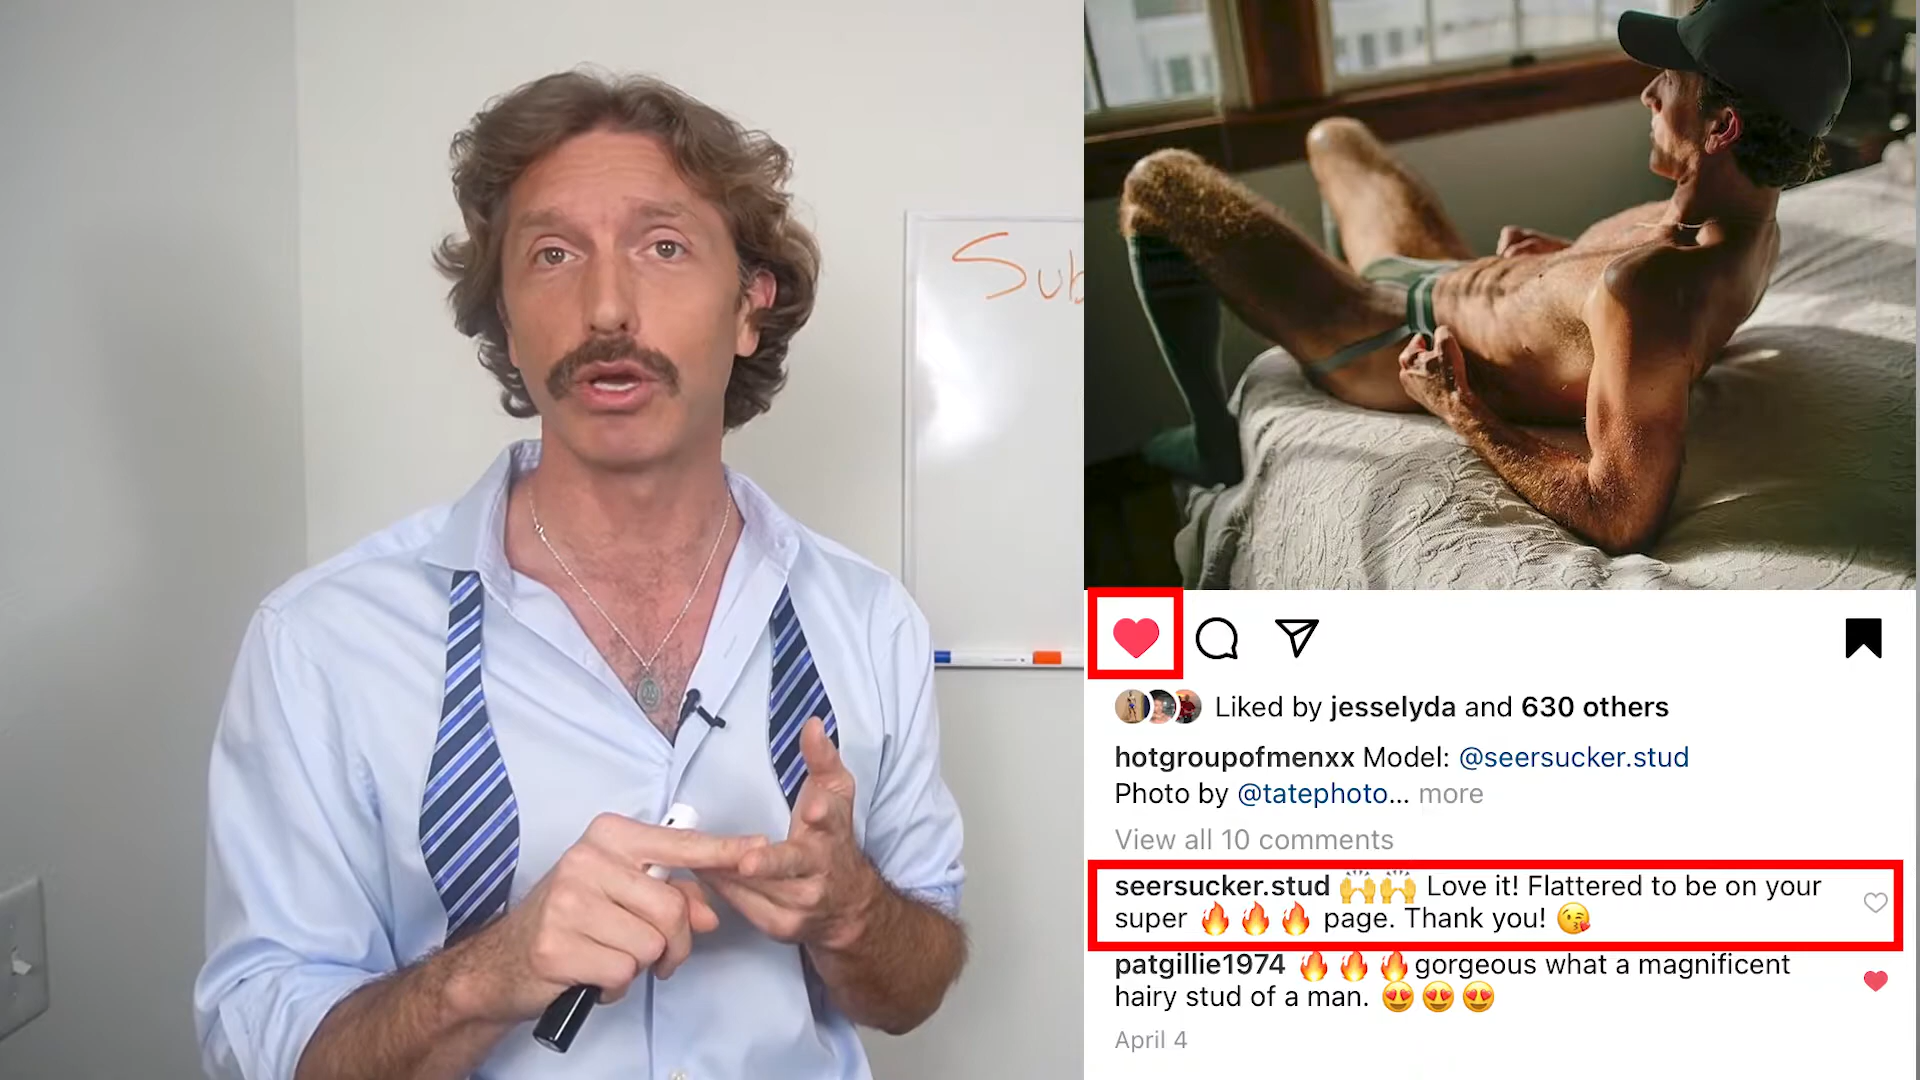 Sub
Liked by jesselyda and 630 others
hotgroupofmenxx Model: @seersucker.stud
Photo by @tatephoto... more
View all 10 comments
seersucker.stud 🙌🙌 Love it! Flattered to be on your
super 🔥🔥🔥 page. Thank you! 😘
patgillie1974 🔥🔥🔥gorgeous what a magnificent
hairy stud of a man. 😍😍😍
April 4